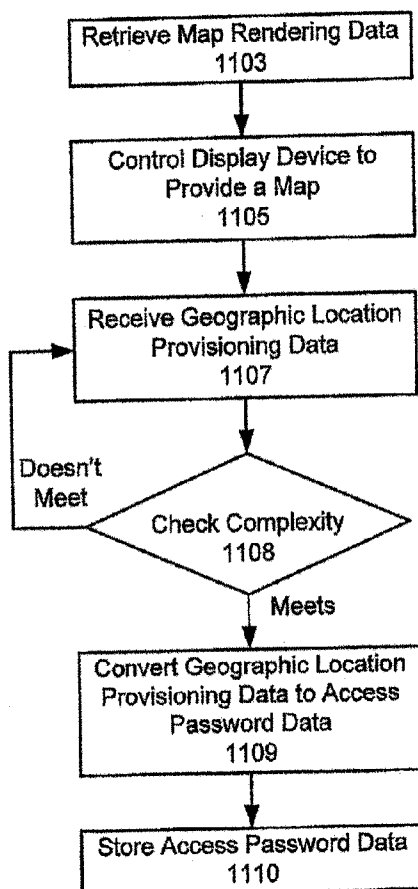 Retrieve Map Rendering Data
1103
Control Display Device to
Provide a Map
1105
Receive Geographic Location
Provisioning Data
1107
Doesn't
Meet
Check Complexity
1108
Meets
Convert Geographic Location
Provisioning Data to Access
Password Data
1109
Store Access Password Data
1110